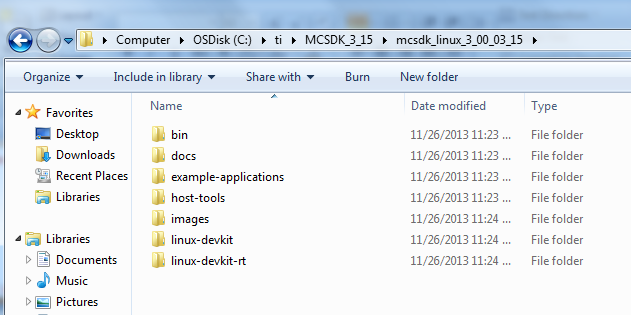 Computer OSDisk (C:) ti MCSDK_3_15 mcsdk_linux_3_00_03_15
Organize Include in library Share with Burn New folder
Name Date modified Type
Favorites
Desktop
Downloads
Recent Places
Libraries
Libraries
Documents
Music
Pictures
bin 11/26/2013 11:23 ... File folder
docs 11/26/2013 11:23 ... File folder
example-applications 11/26/2013 11:23 ... File folder
host-tools 11/26/2013 11:23 ... File folder
images 11/26/2013 11:24 ... File folder
linux-devkit 11/26/2013 11:24 ... File folder
linux-devkit-rt 11/26/2013 11:24 ... File folder